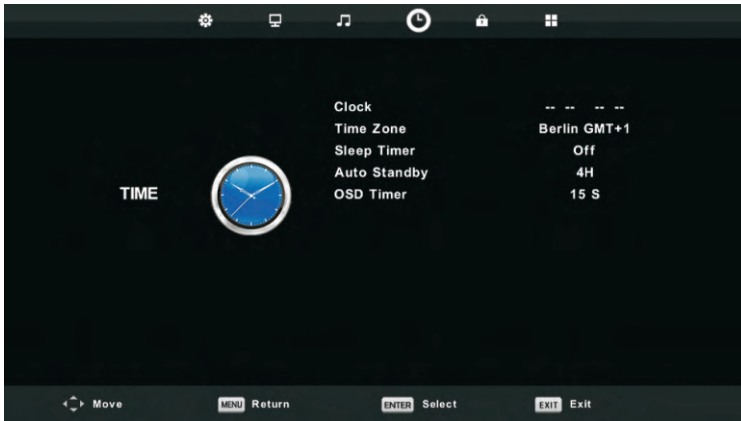 Clock -- -- -- --
Time Zone Berlin GMT+1
Sleep Timer Off
Auto Standby 4H
TIME
OSD Timer 15 S
Move MENU Return ENTER Select EXIT Exit